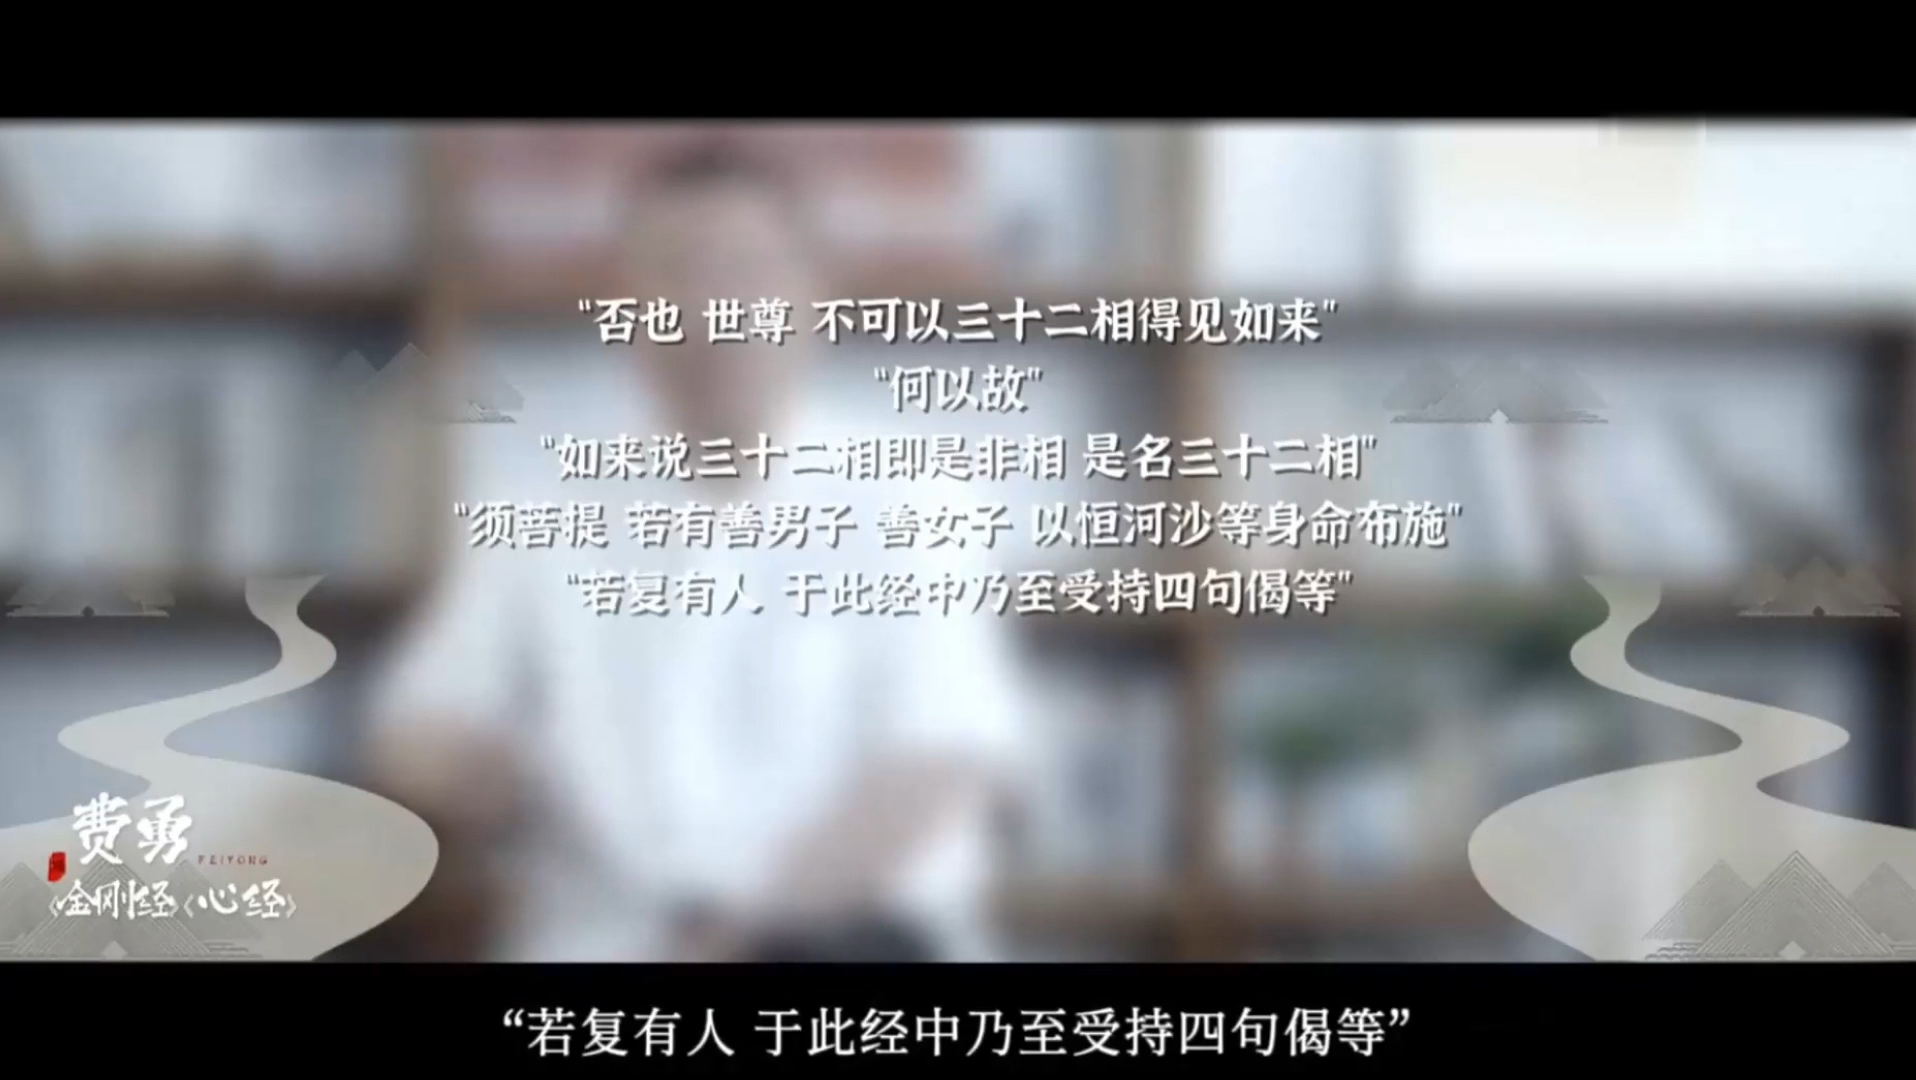 “否也 世尊 不可以三十二相得见如来”
“何以故”
“如来说三十二相即是非相 是名三十二相”
“须菩提 若有善男子 善女子 以恒河沙等身命布施”
“若复有人 于此经中乃至受持四句偈等”
费勇
FEIYONG
《金刚经》《心经》
“若复有人 于此经中乃至受持四句偈等”